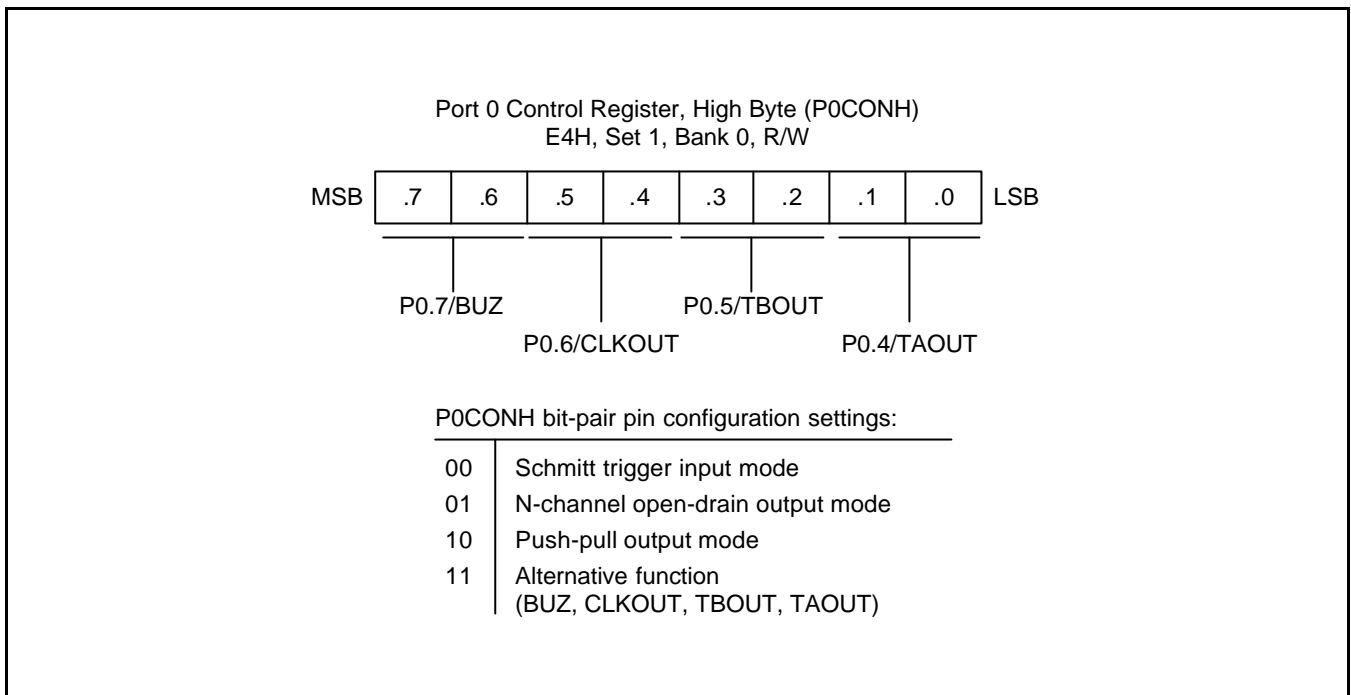 Port 0 Control Register, High Byte (P0CONH)
E4H, Set 1, Bank 0, R/W
MSB .7 .6 .5 .4 .3 .2 .1 .0 LSB
P0.7/BUZ P0.5/TBOUT
P0.6/CLKOUT P0.4/TAOUT
P0CONH bit-pair pin configuration settings:
00 Schmitt trigger input mode
01 N-channel open-drain output mode
10 Push-pull output mode
11 Alternative function
(BUZ, CLKOUT, TBOUT, TAOUT)